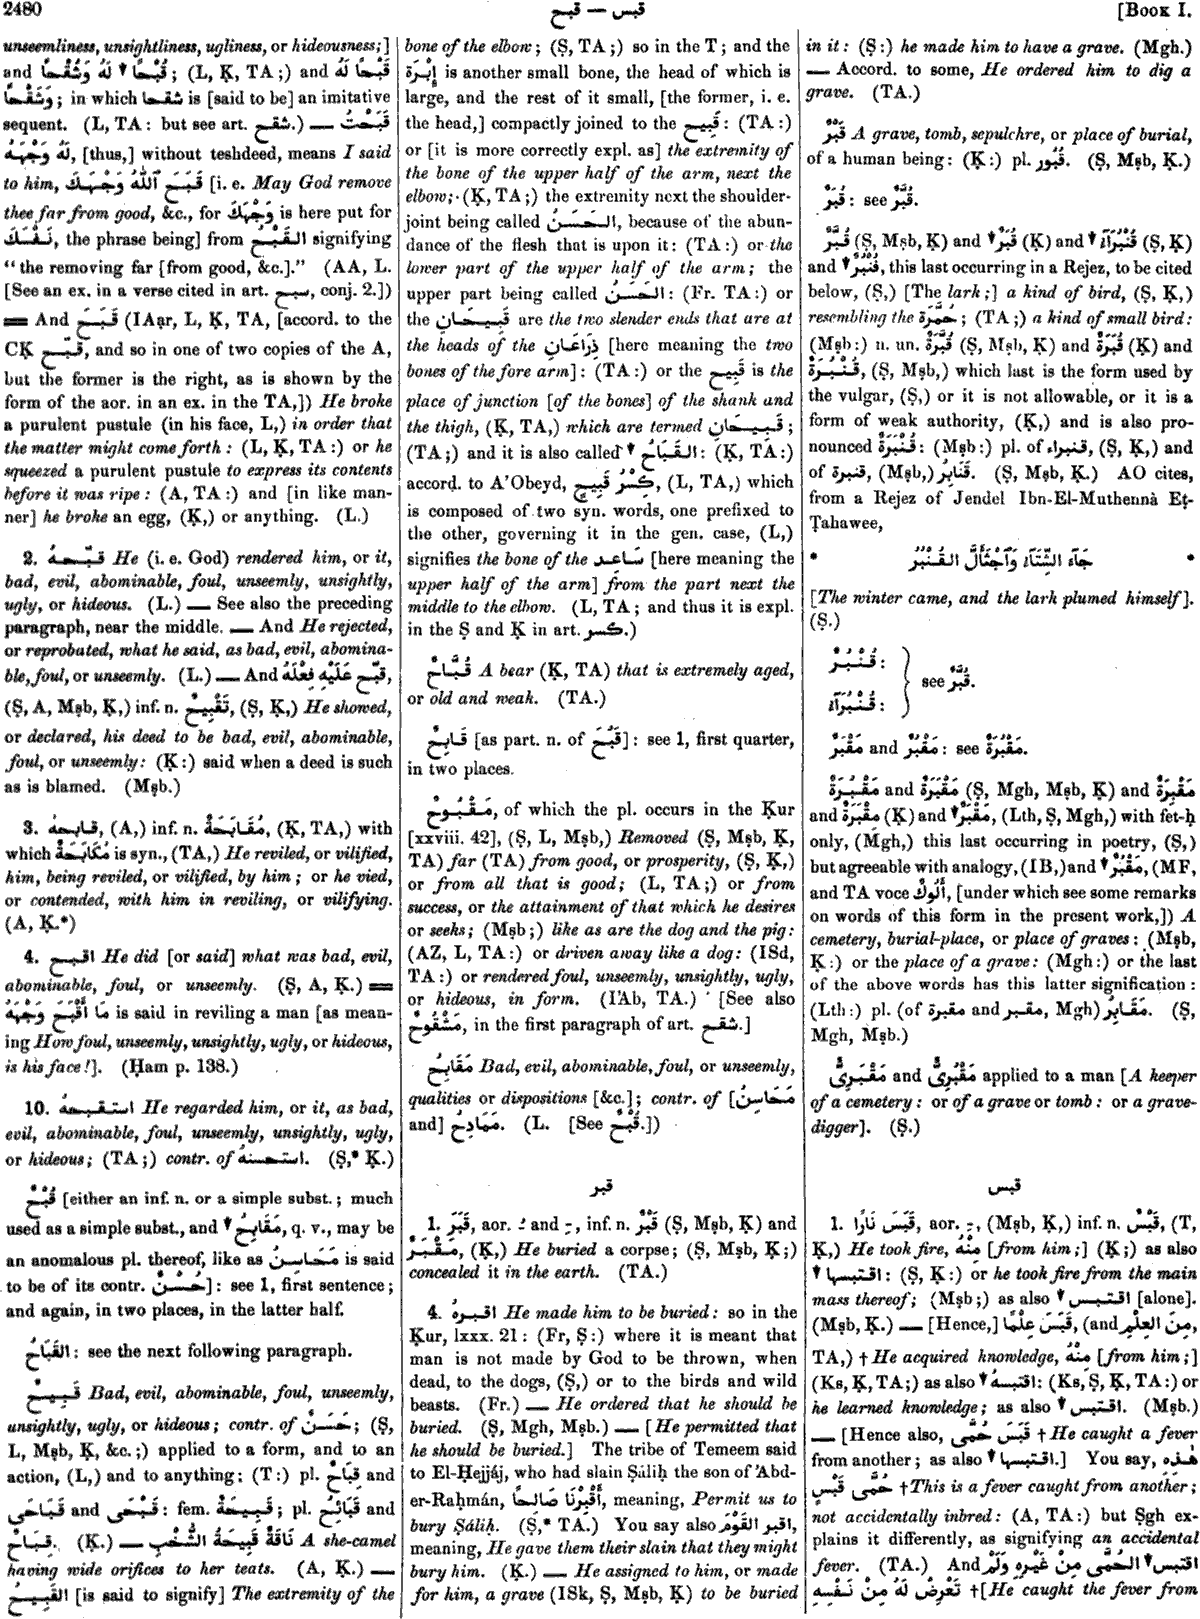 2480
قبس — قبح
[BOOK I.
unseemliness, unsightliness, ugliness, or hideousness;]
and قُبْحًا لَهُ وَشُقْحًا; (L, Ḳ, TA;) and قَبْحًا لَهُ
وَشَقْحًا; in which شقحا is [said to be] an imitative
sequent. (L, TA: but see art. شقح.) — قَبَحْتُ
لَهُ وَجْهَهُ, [thus,] without teshdeed, means I said
to him, قَبَحَ ٱللّٰهُ وَجْهَكَ [i. e. May God remove
thee far from good, &c., for وَجْهَكَ is here put for
نَفْسَكَ, the phrase being] from القَبْحُ signifying
“the removing far [from good, &c.].” (AA, L.
[See an ex. in a verse cited in art. سبح, conj. 2.])
═ And قَبَحَ (IAạr, L, Ḳ, TA, [accord. to the
CḲ قبّح, and so in one of two copies of the A,
but the former is the right, as is shown by the
form of the aor. in an ex. in the TA,]) He broke
a purulent pustule (in his face, L,) in order that
the matter might come forth: (L, Ḳ, TA:) or he
squeezed a purulent pustule to express its contents
before it was ripe: (A, TA:) and [in like man-
ner] he broke an egg, (Ḳ,) or anything. (L.)
2. قبّحهُ He (i. e. God) rendered him, or it,
bad, evil, abominable, foul, unseemly, unsightly,
ugly, or hideous. (L.) — See also the preceding
paragraph, near the middle. — And He rejected,
or reprobated, what he said, as bad, evil, abomina-
ble, foul, or unseemly. (L.) — And قبّح عَلَيْهِ فِعْلَهُ,
(Ṣ, A, Mṣb, Ḳ,) inf. n. تَقْبِيحٌ, (Ṣ, Ḳ,) He showed,
or declared, his deed to be bad, evil, abominable,
foul, or unseemly: (Ḳ:) said when a deed is such
as is blamed. (Mṣb.)
3. قابحهُ, (A,) inf. n. مُقَابَحَةٌ, (Ḳ, TA,) with
which مُكَابَحَةٌ is syn., (TA,) He reviled, or vilified,
him, being reviled, or vilified, by him; or he vied,
or contended, with him in reviling, or vilifying.
(A, Ḳ.*)
4. اقبح He did [or said] what was bad, evil,
abominable, foul, or unseemly. (Ṣ, A, Ḳ.) ═
مَا أَقْبَحَ وَجْهَهُ is said in reviling a man [as mean-
ing How foul, unseemly, unsightly, ugly, or hideous,
is his face!]. (Ḥam p. 138.)
10. استقبحهُ He regarded him, or it, as bad,
evil, abominable, foul, unseemly, unsightly, ugly,
or hideous; (TA;) contr. of استحسنهُ. (Ṣ,* Ḳ.)
قُبْحٌ [either an inf. n. or a simple subst.; much
used as a simple subst., and ▼ مَقَابِحُ, q. v., may be
an anomalous pl. thereof, like as مَحَاسِنُ is said
to be of its contr. حُسْنٌ]: see 1, first sentence;
and again, in two places, in the latter half.
القَبَاحُ: see the next following paragraph.
قَبِيحٌ Bad, evil, abominable, foul, unseemly,
unsightly, ugly, or hideous; contr. of حَسَنٌ; (Ṣ,
L, Mṣb, Ḳ, &c.;) applied to a form, and to an
action, (L,) and to anything: (T:) pl. قِبَاحٌ and
قَبَاحَى and قَبْحَى: fem. قَبِيحَةٌ; pl. قَبَائِحُ and
قِبَاحٌ. (Ḳ.) — نَاقَةٌ قَبِيحَةُ الشُّخْبِ A she-camel
having wide orifices to her teats. (A, Ḳ.) —
القَبِيحُ [is said to signify] The extremity of the
bone of the elbow; (Ṣ, TA;) so in the T; and the
إِبْرَة is another small bone, the head of which is
large, and the rest of it small, [the former, i. e.
the head,] compactly joined to the قَبِيح: (TA:)
or [it is more correctly expl. as] the extremity of
the bone of the upper half of the arm, next the
elbow; (Ḳ, TA;) the extremity next the shoulder-
joint being called الحَسَنُ, because of the abun-
dance of the flesh that is upon it: (TA:) or the
lower part of the upper half of the arm; the
upper part being called الحَسَنُ: (Fr. TA:) or
the قَبِيحَانِ are the two slender ends that are at
the heads of the ذِرَاعَانِ [here meaning the two
bones of the fore arm]: (TA:) or the قَبِيح is the
place of junction [of the bones] of the shank and
the thigh, (Ḳ, TA,) which are termed قَبِيحَانِ;
(TA;) and it is also called ▼ القَبَاحُ: (Ḳ, TA:)
accord. to A’Obeyd, كِسْرُ قَبِيحٍ, (L, TA,) which
is composed of two syn. words, one prefixed to
the other, governing it in the gen. case, (L,)
signifies the bone of the سَاعِد [here meaning the
upper half of the arm] from the part next the
middle to the elbow. (L, TA; and thus it is expl.
in the Ṣ and Ḳ in art. كسر.)
قُبَّاحٌ A bear (Ḳ, TA) that is extremely aged,
or old and weak. (TA.)
قَابِحٌ [as part. n. of قَبُحَ]: see 1, first quarter,
in two places.
مَقْبُوحٌ, of which the pl. occurs in the Ḳur
[xxviii. 42], (Ṣ, L, Mṣb,) Removed (Ṣ, Mṣb, Ḳ,
TA) far (TA) from good, or prosperity, (Ṣ, Ḳ,)
or from all that is good; (L, TA;) or from
success, or the attainment of that which he desires
or seeks; (Mṣb;) like as are the dog and the pig:
(AZ, L, TA:) or driven away like a dog: (ISd,
TA:) or rendered foul, unseemly, unsightly, ugly,
or hideous, in form. (I’Ab, TA.) [See also
مَشْقُوحٌ, in the first paragraph of art. شقح.]
مَقَابِحُ Bad, evil, abominable, foul, or unseemly,
qualities or dispositions [&c.]; contr. of [مَحَاسِنُ
and] مَمَادِحُ. (L. [See قُبْحٌ.])
قبر
1. قَبَرَ, aor. ـُ and ـِ, inf. n. قَبْرٌ (Ṣ, Mṣb, Ḳ) and
مَقْبَرٌ, (Ḳ,) He buried a corpse; (Ṣ, Mṣb, Ḳ;)
concealed it in the earth. (TA.)
4. اقبرهُ He made him to be buried: so in the
Ḳur, lxxx. 21: (Fr, Ṣ:) where it is meant that
man is not made by God to be thrown, when
dead, to the dogs, (Ṣ,) or to the birds and wild
beasts. (Fr.) — He ordered that he should be
buried. (Ṣ, Mgh, Mṣb.) — [He permitted that
he should be buried.] The tribe of Temeem said
to El-Ḥejjáj, who had slain Ṣáliḥ the son of ’Abd-
er-Raḥmán, أَقْبِرْنَا صَالِحًا, meaning, Permit us to
bury Ṣáliḥ. (Ṣ,* TA.) You say also اقبر القَوْمَ,
meaning, He gave them their slain that they might
bury him. (Ḳ.) — He assigned to him, or made
for him, a grave (ISk, Ṣ, Mṣb, Ḳ) to be buried
in it: (Ṣ:) he made him to have a grave. (Mgh.)
— Accord. to some, He ordered him to dig a
grave. (TA.)
قَبْرٌ A grave, tomb, sepulchre, or place of burial,
of a human being: (Ḳ:) pl. قُبُور. (Ṣ, Mṣb, Ḳ.)
قُبَرٌ: see قُبَّرٌ.
قُبَّرٌ (Ṣ, Mṣb, Ḳ) and ▼ قُبَرٌ (Ḳ) and ▼ قُنْبَرَآءُ (Ṣ, Ḳ)
and ▼ قُنْبُرٌ, this last occurring in a Rejez, to be cited
below, (Ṣ,) [The lark;] a kind of bird, (Ṣ, Ḳ,)
resembling the حُمَّرَة; (TA;) a kind of small bird:
(Mṣb:) n. un. قُبَّرَةٌ (Ṣ, Mṣb, Ḳ) and قُبَرَةٌ (Ḳ) and
قُنْبُرَةٌ, (Ṣ, Mṣb,) which last is the form used by
the vulgar, (Ṣ,) or it is not allowable, or it is a
form of weak authority, (Ḳ,) and is also pro-
nounced قُنْبَرَةٌ: (Mṣb:) pl. of قنبراء, (Ṣ, Ḳ,) and
of قنبرة, (Mṣb,) قَنَابِرُ. (Ṣ, Mṣb, Ḳ.) AO cites,
from a Rejez of Jendel Ibn-El-Muthennà Eṭ-
Ṭahawee,
* جَآءَ الشِّتَآءُ وَٱجْثَأَلَّ القُنْبُرُ *
[The winter came, and the lark plumed himself].
(Ṣ.)
قُنْبُرٌ:
قُنْبَرَآءُ:
see قُبَّرٌ.
مَقْبَرٌ and مَقْبُرٌ: see مَقْبُرَةٌ.
مَقْبُرَةٌ and مَقْبَرَةٌ (Ṣ, Mgh, Mṣb, Ḳ) and مَقْبِرَةٌ
and مِقْبَرَةٌ (Ḳ) and ▼ مَقْبَرٌ, (Lth, Ṣ, Mgh,) with fet-ḥ
only, (Mgh,) this last occurring in poetry, (Ṣ,)
but agreeable with analogy, (IB,) and ▼ مَقْبُرٌ, (MF,
and TA voce أَلُوكٌ, [under which see some remarks
on words of this form in the present work,]) A
cemetery, burial-place, or place of graves: (Mṣb,
Ḳ:) or the place of a grave: (Mgh:) or the last
of the above words has this latter signification:
(Lth:) pl. (of مقبرة and مقبر, Mgh) مَقَابِرُ. (Ṣ,
Mgh, Mṣb.)
مَقْبَرِىٌّ and مَقْبُرِىٌّ applied to a man [A keeper
of a cemetery: or of a grave or tomb: or a grave-
digger]. (Ṣ.)
قبس
1. قَبَسَ نَارًا, aor. ـِ, (Mṣb, Ḳ,) inf. n. قَبْسٌ, (T,
Ḳ,) He took fire, مِنْهُ [from him;] (Ḳ;) as also
▼ اقتبسها: (Ṣ, Ḳ:) or he took fire from the main
mass thereof; (Mṣb;) as also ▼ اقتبس [alone].
(Mṣb, Ḳ.) — [Hence,] قَبَسَ عِلْمًا, (and مِنَ العِلْمِ,
TA,) † He acquired knowledge, مِنْهُ [from him;]
(Ks, Ḳ, TA;) as also ▼ اقتبسهُ: (Ks, Ṣ, Ḳ, TA:) or
he learned knowledge; as also ▼ اقتبس. (Mṣb.)
— [Hence also, قَبَسَ حُمَّى † He caught a fever
from another; as also ▼ اقتبسها.] You say, هٰذِهِ
حُمَّى قَبْسٍ † This is a fever caught from another;
not accidentally inbred: (A, TA:) but Ṣgh ex-
plains it differently, as signifying an accidental
fever. (TA.) And ▼ اقتبس الحُمَّى مِنْ غَيْرِهِ وَلَمْ
تَعْرِضْ لَهُ مِنْ نَفْسِهِ † [He caught the fever from